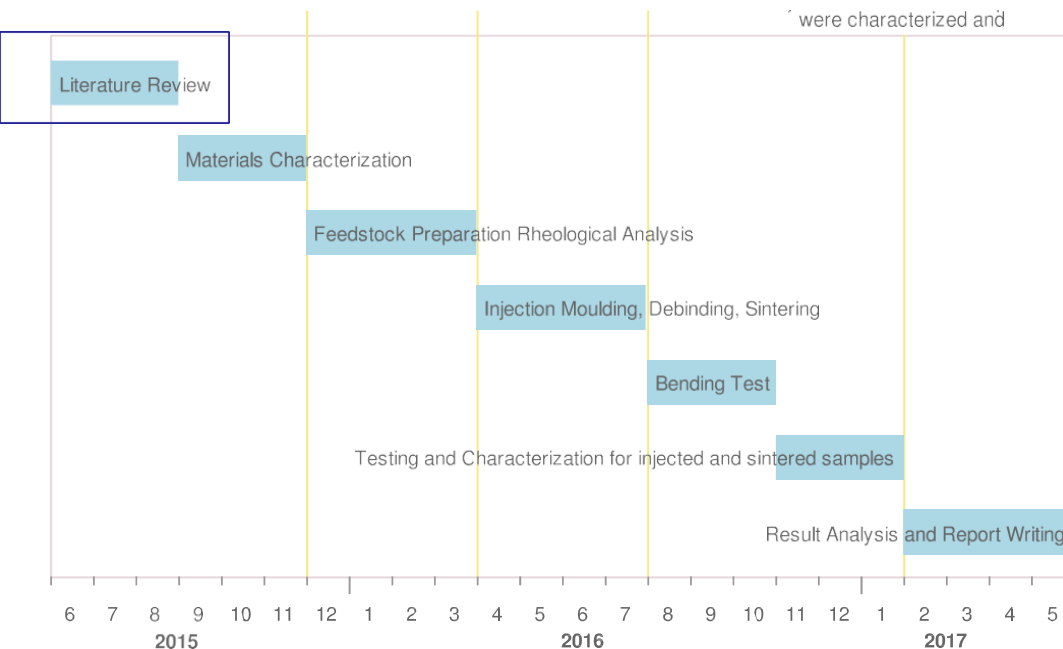 were characterized and
Literature Review
Materials Characterization
Feedstock Preparation Rheological Analysis
Injection Moulding, Debinding, Sintering
Bending Test
Testing and Characterization for injected and sintered samples
Result Analysis and Report Writing
6 7 8 9 10 11 12 1 2 3 4 5 6 7 8 9 10 11 12 1 2 3 4 5
2015 2016 2017